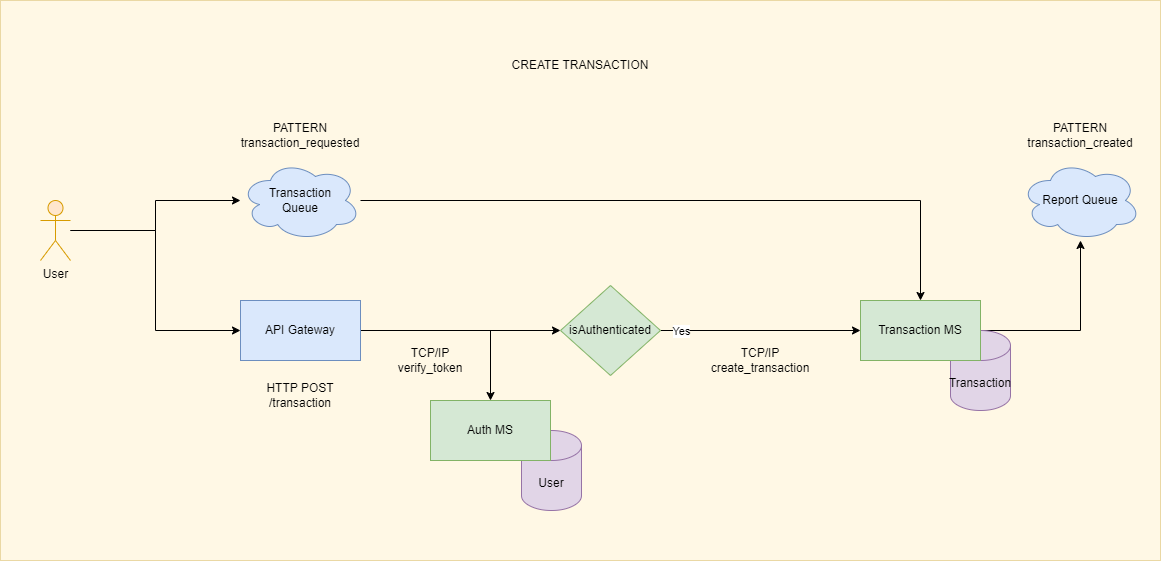 CREATE TRANSACTION
PATTERN
transaction_requested
PATTERN
transaction_created
Transaction
Queue
Report Queue
User
API Gateway
isAuthenticated
Yes
Transaction MS
TCP/IP
verify_token
TCP/IP
create_transaction
HTTP POST
/transaction
Transaction
Auth MS
User